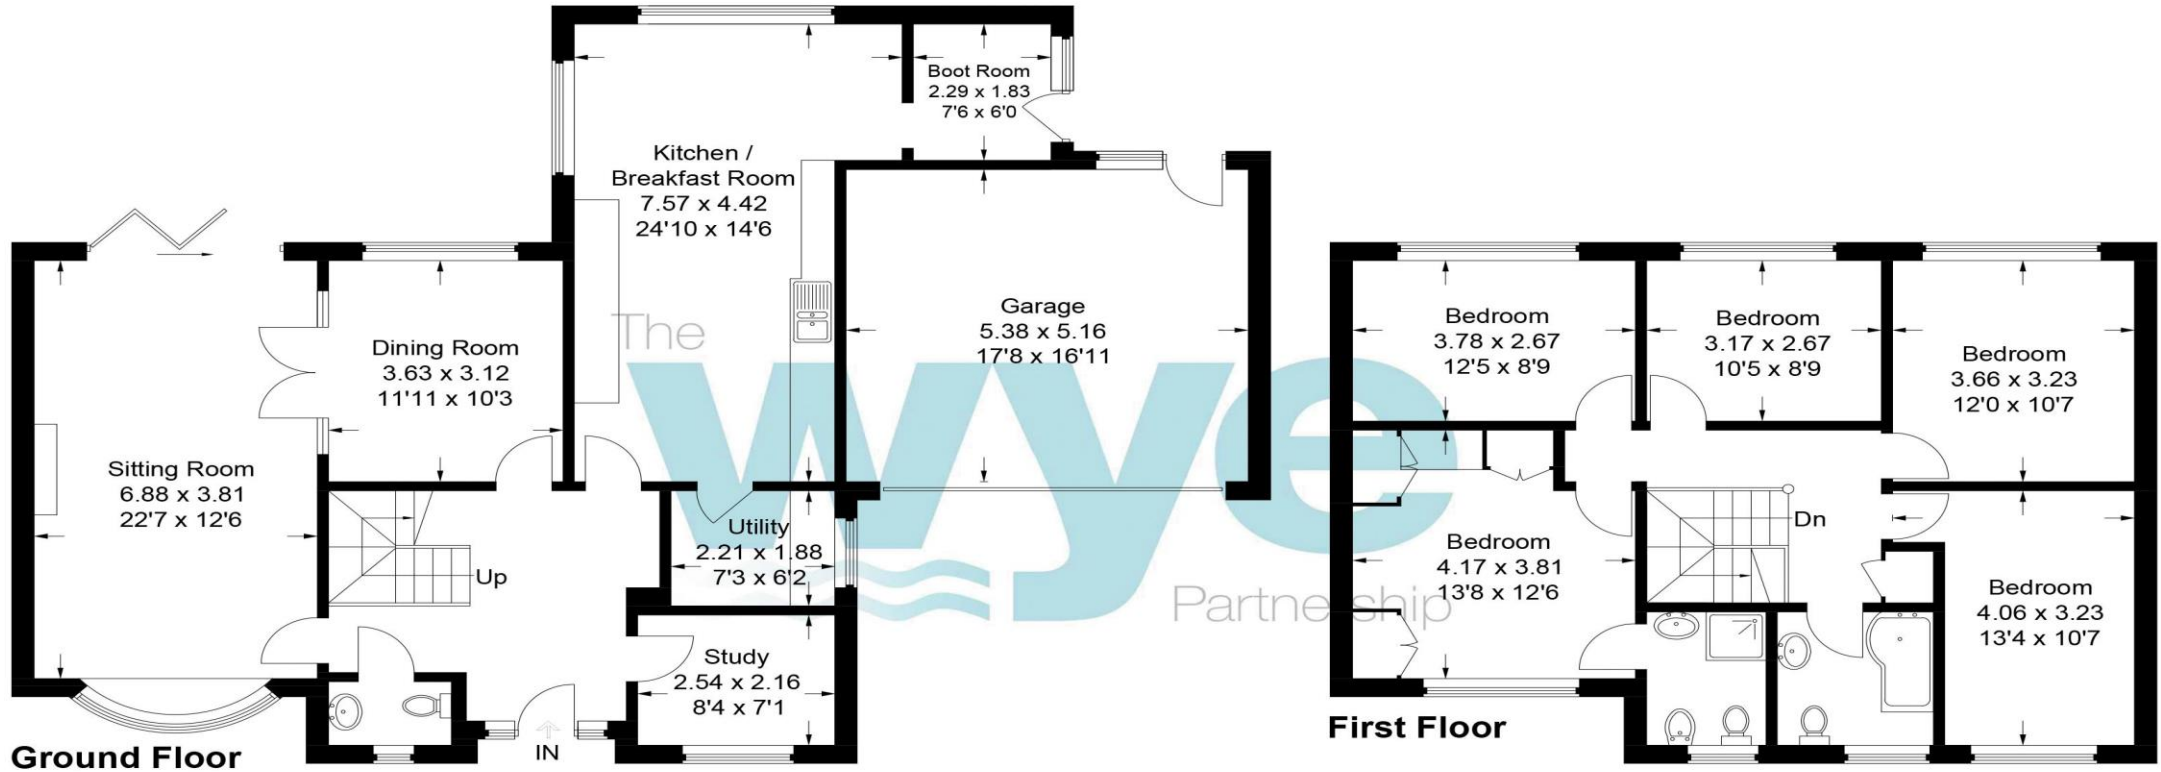 Boot Room
2.29 x 1.83
7'6 x 6'0
Kitchen /
Breakfast Room
7.57 x 4.42
24'10 x 14'6
Garage
5.38 x 5.16
17'8 x 16'11
Dining Room
3.63 x 3.12
11'11 x 10'3
Sitting Room
6.88 x 3.81
22'7 x 12'6
Utility
2.21 x 1.88
7'3 x 6'2
Up
Study
2.54 x 2.16
8'4 x 7'1
IN
Ground Floor
The
wye
Partnership
Bedroom
3.78 x 2.67
12'5 x 8'9
Bedroom
3.17 x 2.67
10'5 x 8'9
Bedroom
3.66 x 3.23
12'0 x 10'7
Bedroom
4.17 x 3.81
13'8 x 12'6
Dn
Bedroom
4.06 x 3.23
13'4 x 10'7
First Floor